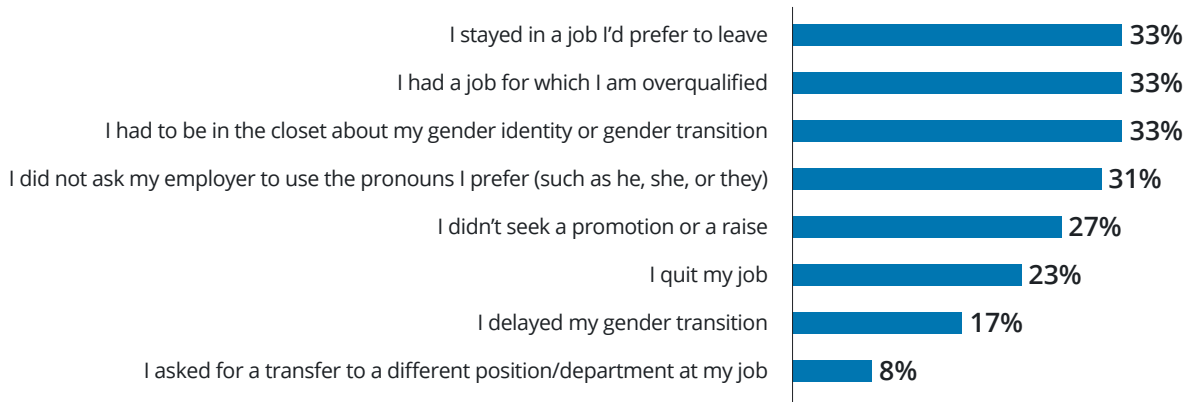 I stayed in a job I’d prefer to leave 33%
I had a job for which I am overqualified 33%
I had to be in the closet about my gender identity or gender transition 33%
I did not ask my employer to use the pronouns I prefer (such as he, she, or they) 31%
I didn’t seek a promotion or a raise 27%
I quit my job 23%
I delayed my gender transition 17%
I asked for a transfer to a different position/department at my job 8%